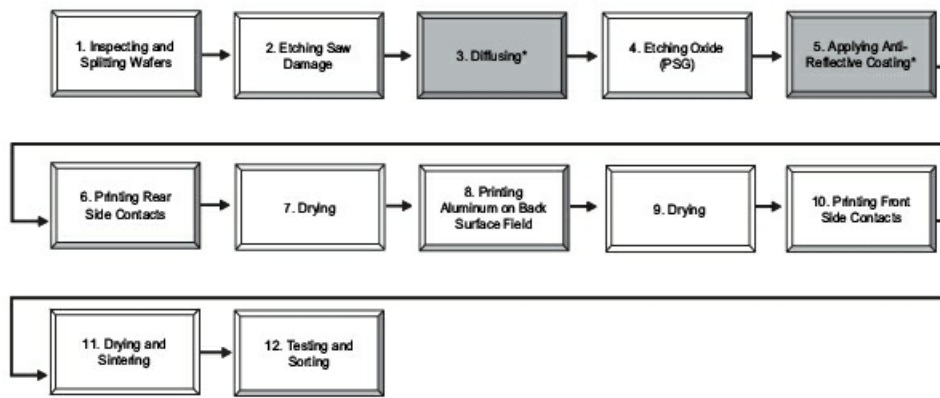 1. Inspecting and
Splitting Wafers
2. Etching Saw
Damage
3. Diffusing*
4. Etching Oxide
(PSG)
5. Applying Anti-
Reflective Coating*
6. Printing Rear
Side Contacts
7. Drying
8. Printing
Aluminum on Back
Surface Field
9. Drying
10. Printing Front
Side Contacts
11. Drying and
Sintering
12. Testing and
Sorting